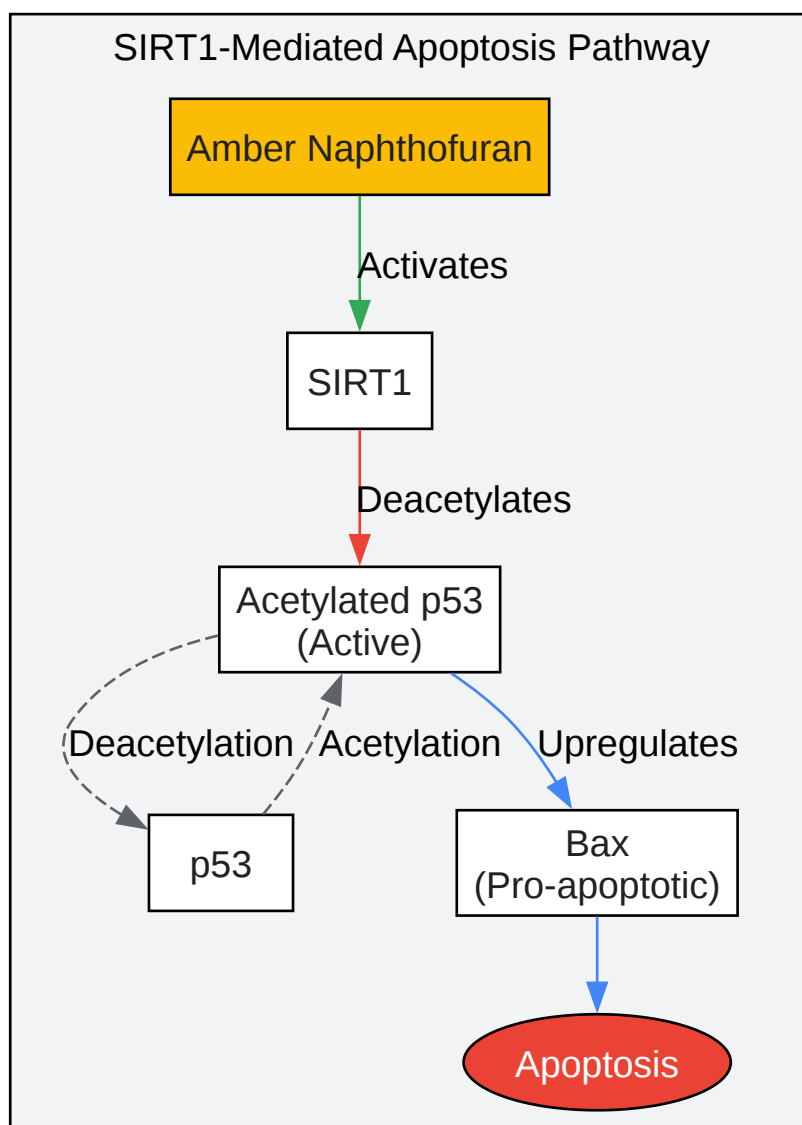 SIRT1-Mediated Apoptosis Pathway
Amber Naphthofuran
Activates
SIRT1
Deacetylates
Acetylated p53
(Active)
Deacetylation
Acetylation
Upregulates
p53
Bax
(Pro-apoptotic)
Apoptosis